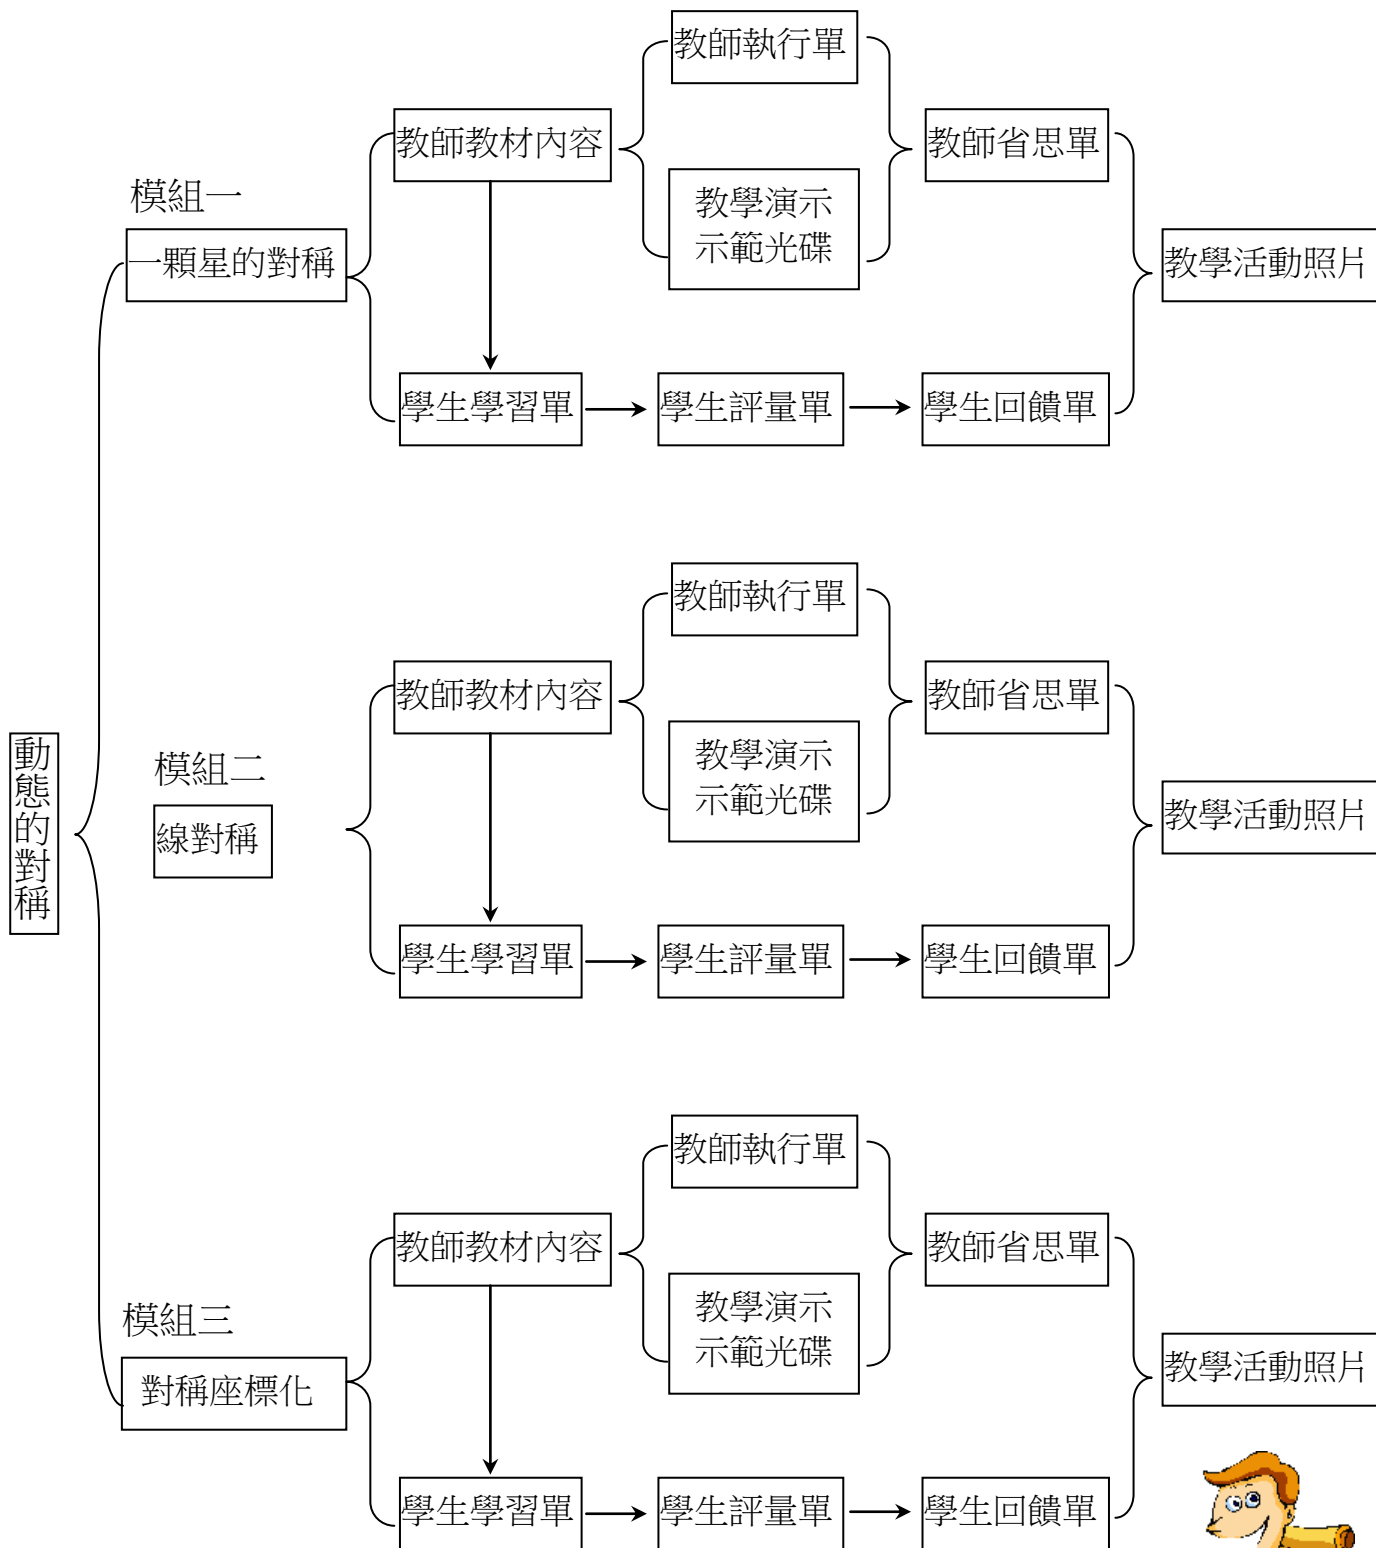 動態的對稱
模組一
一顆星的對稱
教師教材內容
教師執行單
教學演示
示範光碟
教師省思單
學生學習單
學生評量單
學生回饋單
教學活動照片
模組二
線對稱
教師教材內容
教師執行單
教學演示
示範光碟
教師省思單
學生學習單
學生評量單
學生回饋單
教學活動照片
模組三
對稱座標化
教師教材內容
教師執行單
教學演示
示範光碟
教師省思單
學生學習單
學生評量單
學生回饋單
教學活動照片